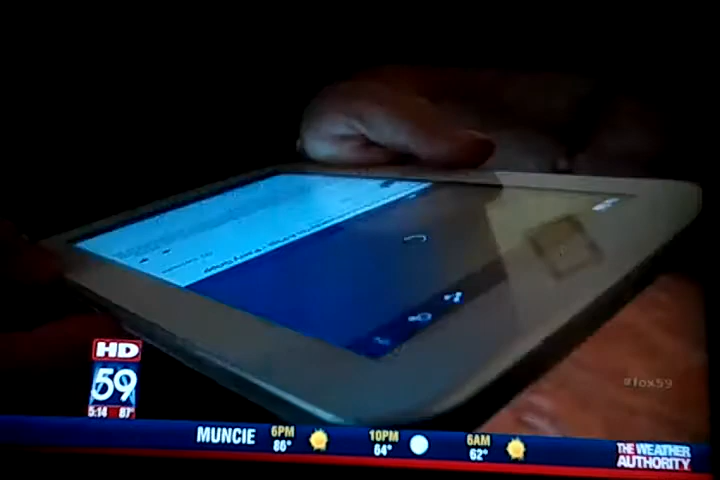 #fox59
HD
59
5:14 87°
MUNCIE 6PM 86° 10PM 64° 6AM 62°
THE WEATHER
AUTHORITY